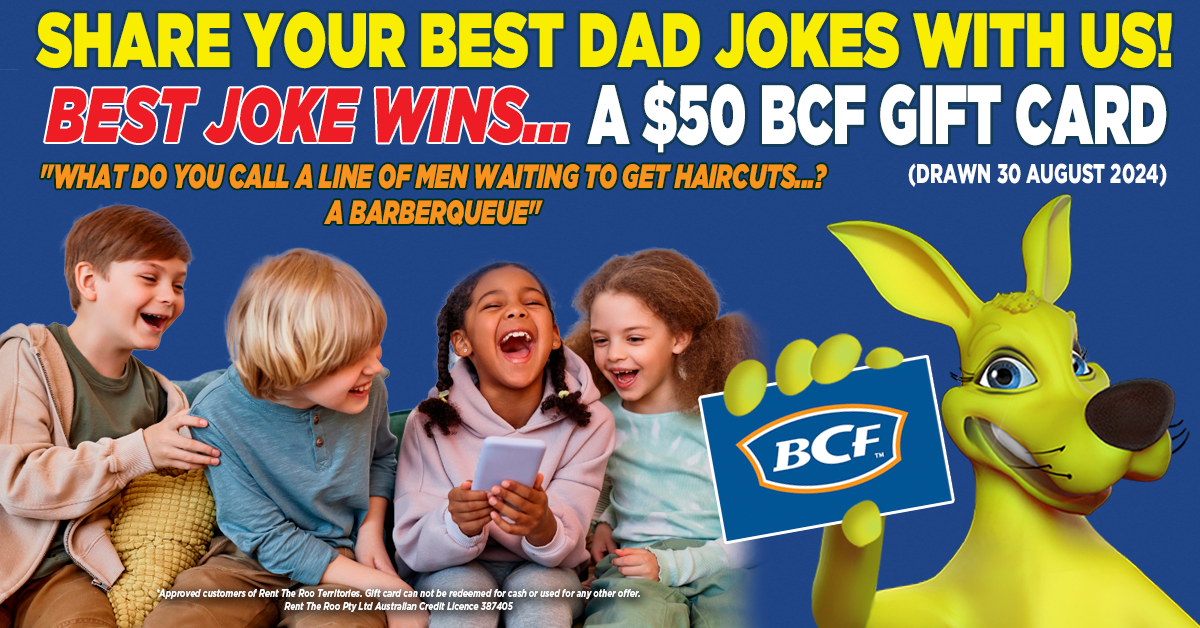 SHARE YOUR BEST DAD JOKES WITH US!
BEST JOKE WINS... A $50 BCF GIFT CARD
(DRAWN 30 AUGUST 2024)
"WHAT DO YOU CALL A LINE OF MEN WAITING TO GET HAIRCUTS...?
A BARBERQUEUE"
BCF™
*Approved customers of Rent The Roo Territories. Gift card can not be redeemed for cash or used for any other offer.
Rent The Roo Pty Ltd Australian Credit Licence 387405